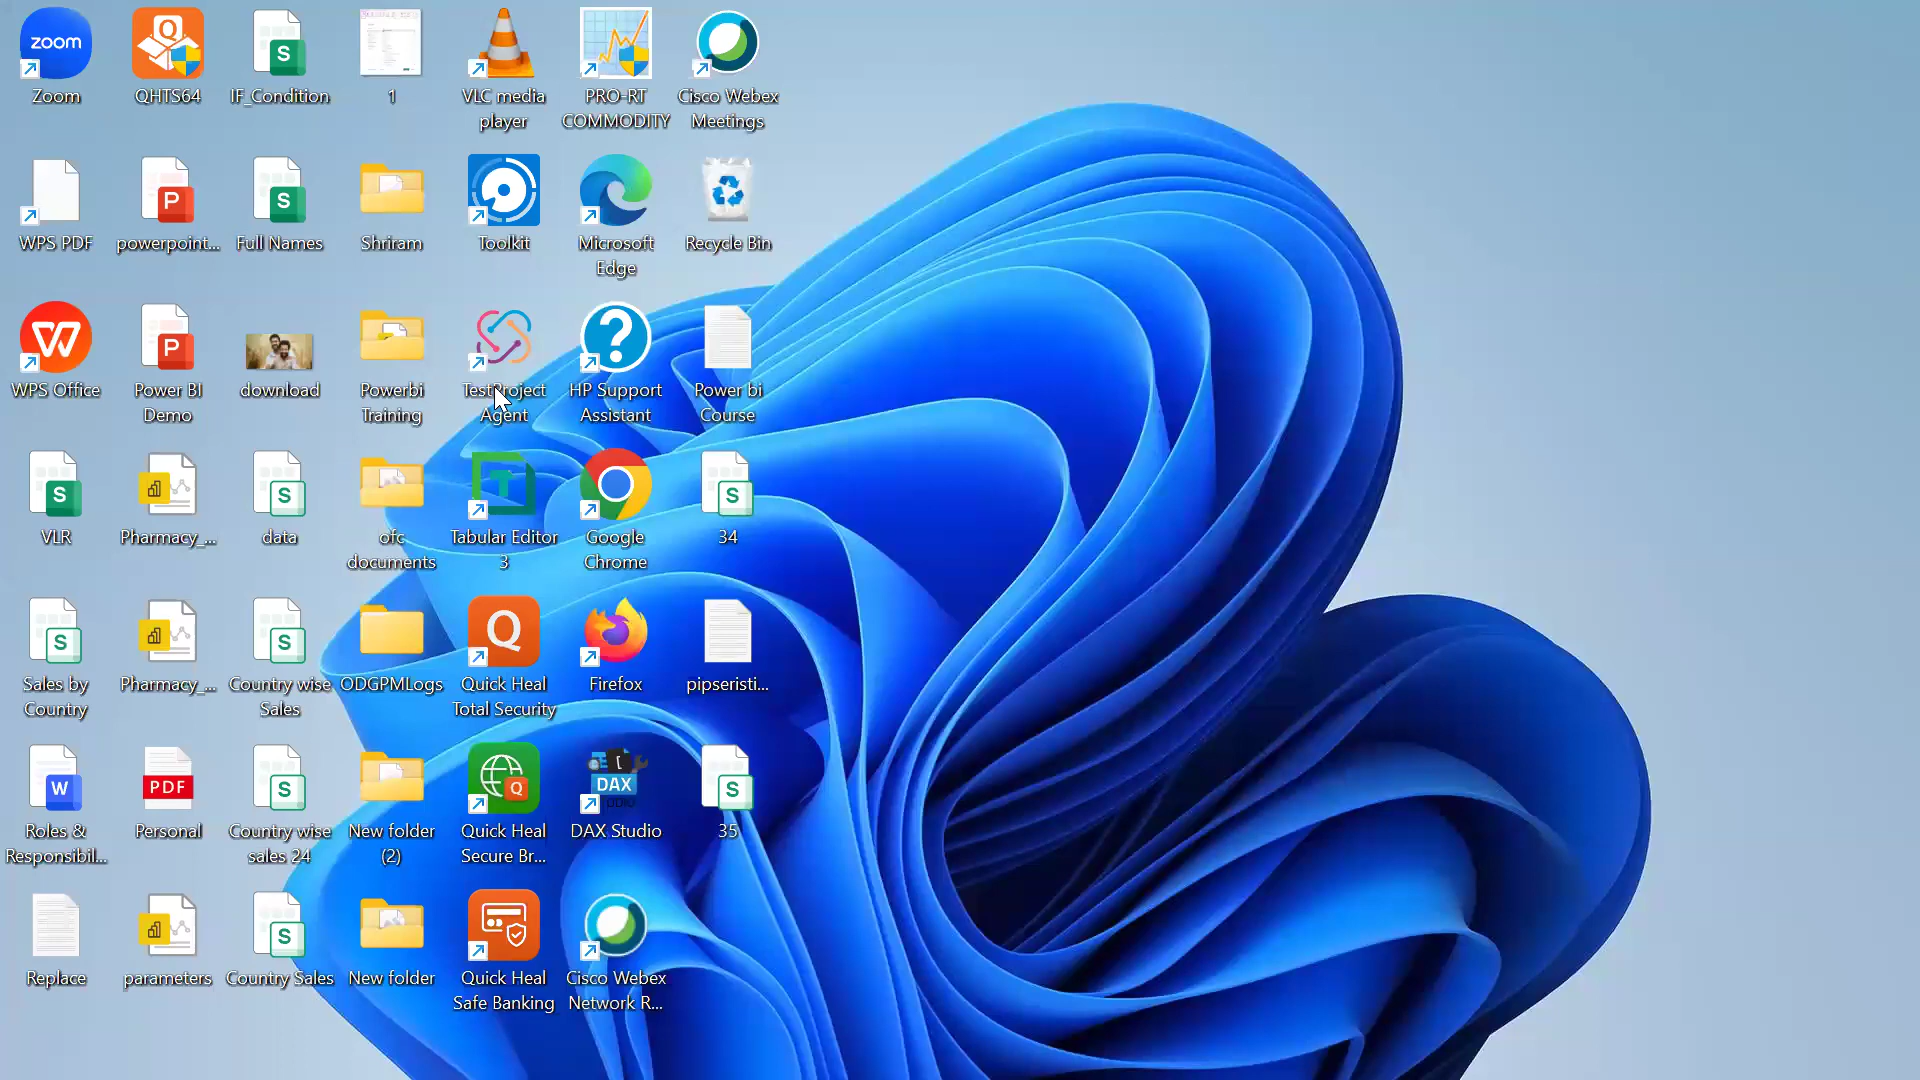 zoom
Zoom
QHTS64
S
IF_Condition
1
VLC media
player
PRO-RT
COMMODITY
Cisco Webex
Meetings
WPS PDF
P
powerpoint...
S
Full Names
Shriram
Toolkit
Microsoft
Edge
Recycle Bin
W
WPS Office
P
Power BI
Demo
download
Powerbi
Training
TestProject
Agent
?
HP Support
Assistant
Power bi
Course
S
VLR
Pharmacy_...
S
data
ofc
documents
T
Tabular Editor
3
Google
Chrome
S
34
S
Sales by
Country
Pharmacy_...
S
Country wise
Sales
ODGPMLogs
Q
Quick Heal
Total Security
Firefox
pipseristi...
W
Roles &
Responsibil...
PDF
Personal
S
Country wise
sales 24
New folder
(2)
Q
Quick Heal
Secure Br...
DAX
DAX Studio
S
35
Replace
parameters
S
Country Sales
New folder
Quick Heal
Safe Banking
Cisco Webex
Network R...